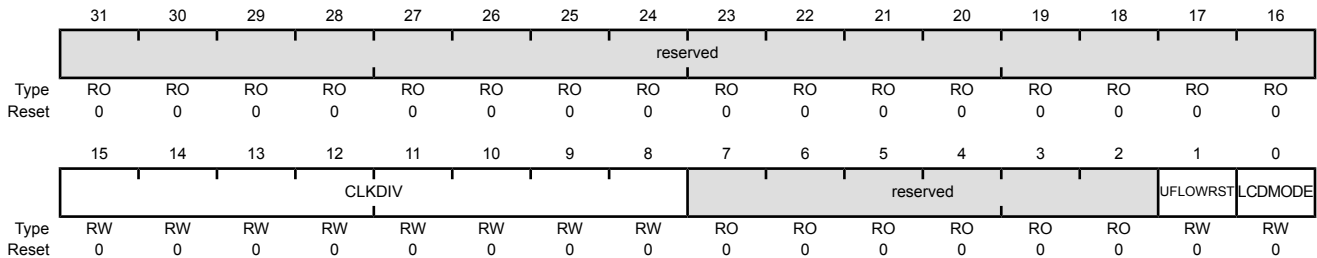 31 30 29 28 27 26 25 24 23 22 21 20 19 18 17 16
reserved
Type RO RO RO RO RO RO RO RO RO RO RO RO RO RO RO RO
Reset 0 0 0 0 0 0 0 0 0 0 0 0 0 0 0 0
15 14 13 12 11 10 9 8 7 6 5 4 3 2 1 0
CLKDIV reserved UFLOWRST LCDMODE
Type RW RW RW RW RW RW RW RW RO RO RO RO RO RO RW RW
Reset 0 0 0 0 0 0 0 0 0 0 0 0 0 0 0 0